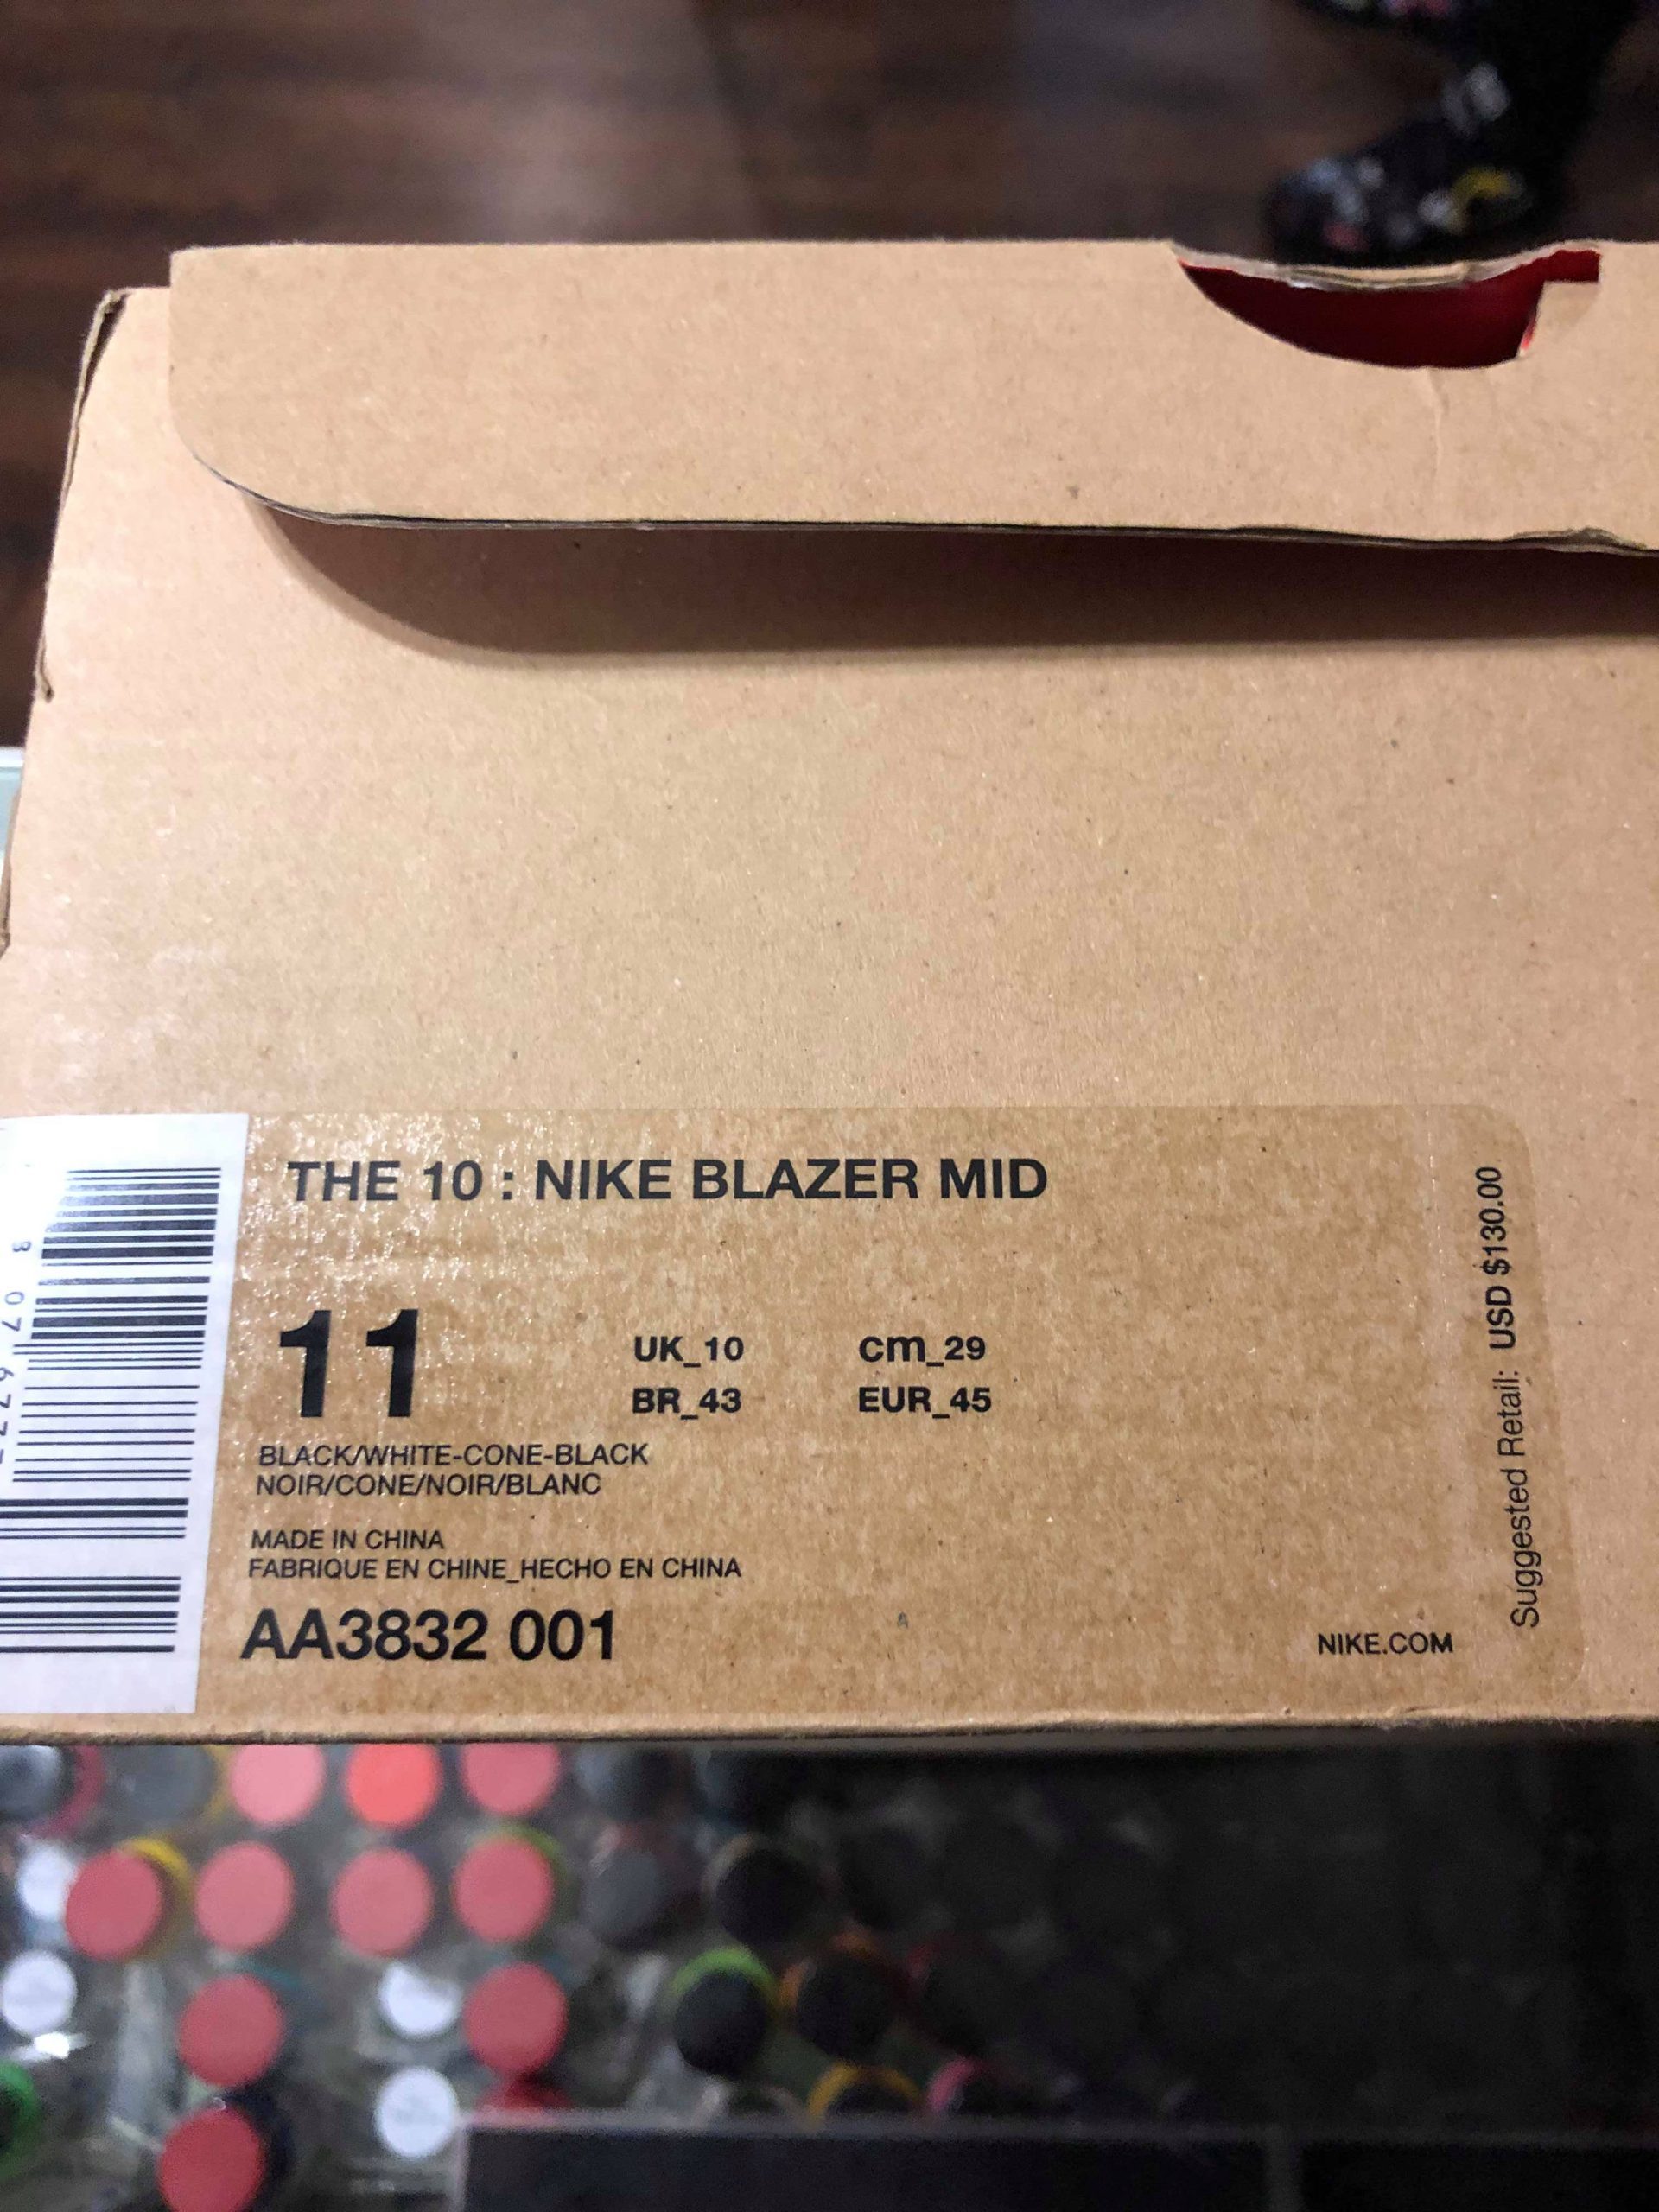 THE 10 : NIKE BLAZER MID
11
UK_10 cm_29
BR_43 EUR_45
BLACK/WHITE-CONE-BLACK
NOIR/CONE/NOIR/BLANC
MADE IN CHINA
FABRIQUE EN CHINE_HECHO EN CHINA
AA3832 001
NIKE.COM
Suggested Retail: USD $130.00